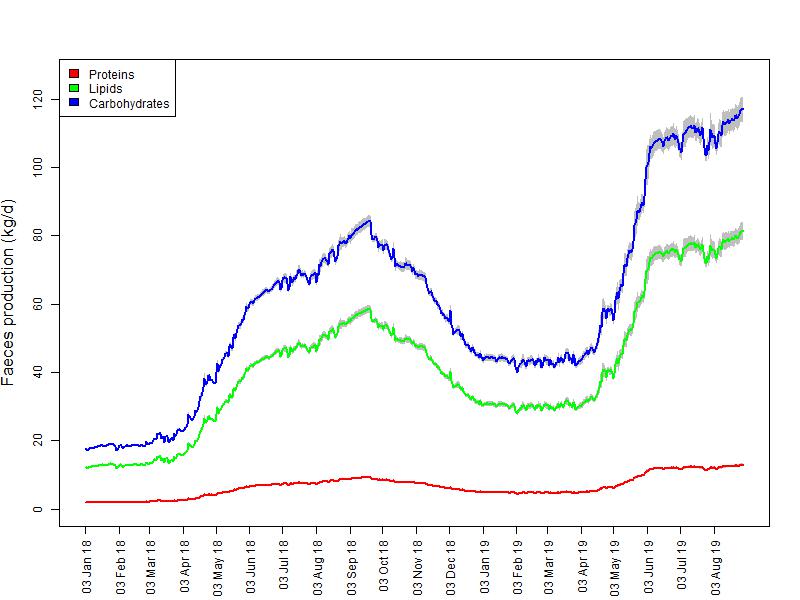 Proteins
Lipids
Carbohydrates
Faeces production (kg/d)
120
100
80
60
40
20
0
03 Jan 18
03 Feb 18
03 Mar 18
03 Apr 18
03 May 18
03 Jun 18
03 Jul 18
03 Aug 18
03 Sep 18
03 Oct 18
03 Nov 18
03 Dec 18
03 Jan 19
03 Feb 19
03 Mar 19
03 Apr 19
03 May 19
03 Jun 19
03 Jul 19
03 Aug 19